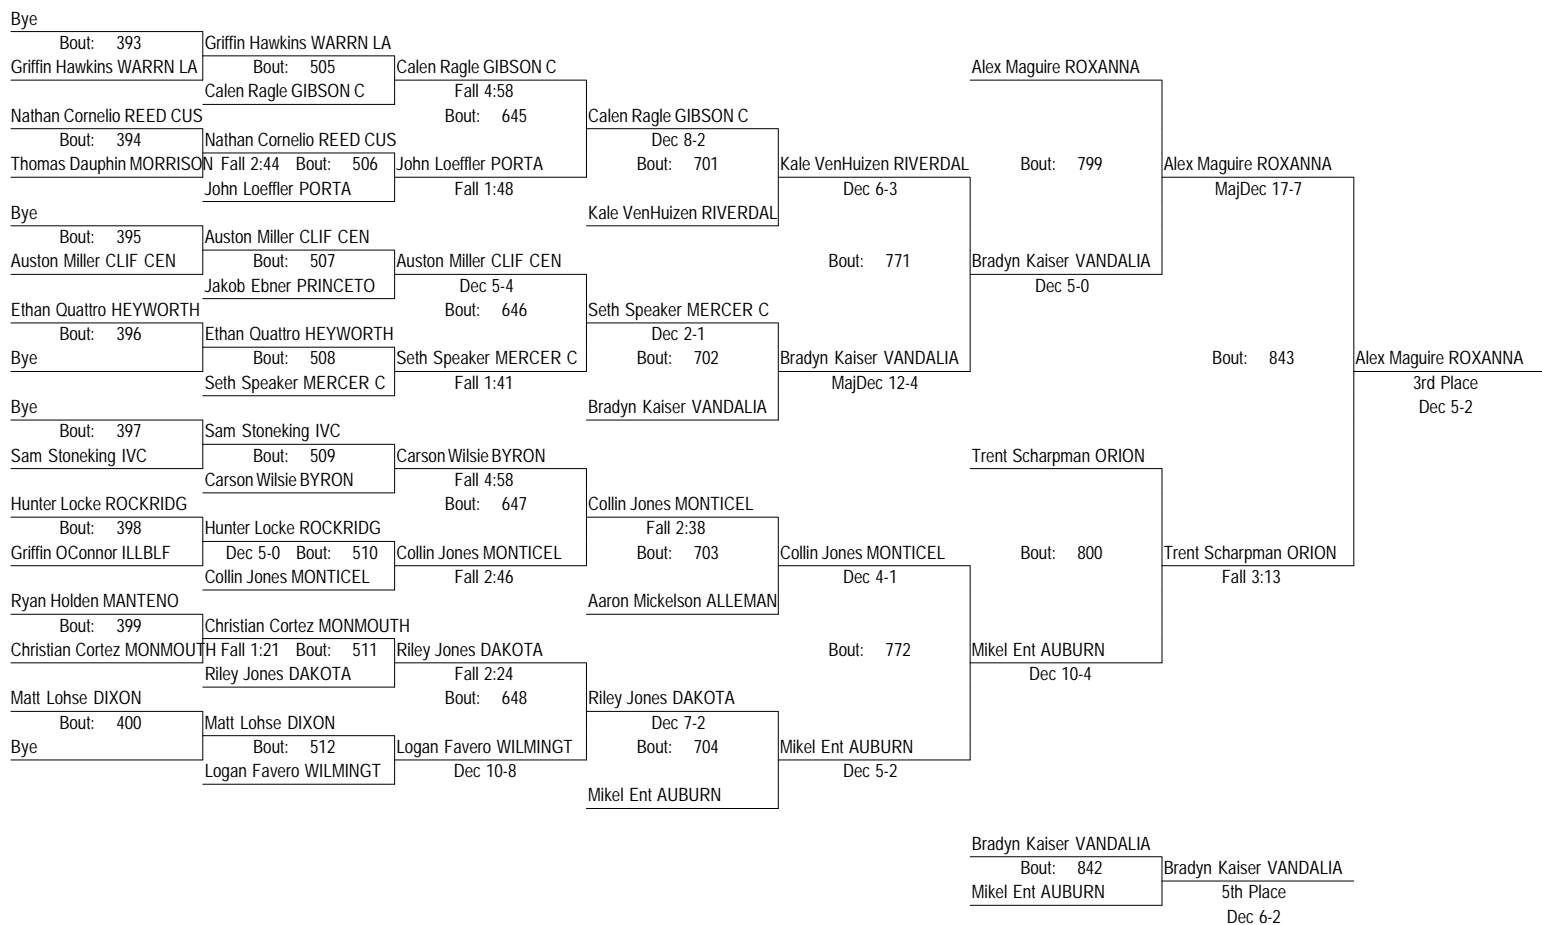 Bye
Bout: 393 Griffin Hawkins WARRN LA
Griffin Hawkins WARRN LA Bout: 505 Calen Ragle GIBSON C Alex Maguire ROXANNA
Calen Ragle GIBSON C Fall 4:58
Nathan Cornelio REED CUS Bout: 645 Calen Ragle GIBSON C
Bout: 394 Nathan Cornelio REED CUS Dec 8-2
Thomas Dauphin MORRISON Fall 2:44 Bout: 506 John Loeffler PORTA Bout: 701 Kale VenHuizen RIVERDAL Bout: 799 Alex Maguire ROXANNA
John Loeffler PORTA Fall 1:48 Dec 6-3 MajDec 17-7
Bye Kale VenHuizen RIVERDAL
Bout: 395 Auston Miller CLIF CEN
Auston Miller CLIF CEN Bout: 507 Auston Miller CLIF CEN Bout: 771 Bradyn Kaiser VANDALIA
Jakob Ebner PRINCETO Dec 5-4 Dec 5-0
Ethan Quattro HEYWORTH Bout: 646 Seth Speaker MERCER C
Bout: 396 Ethan Quattro HEYWORTH Dec 2-1
Bye Bout: 508 Seth Speaker MERCER C Bout: 702 Bradyn Kaiser VANDALIA Bout: 843 Alex Maguire ROXANNA
Seth Speaker MERCER C Fall 1:41 MajDec 12-4 3rd Place
Bye Bradyn Kaiser VANDALIA Dec 5-2
Bout: 397 Sam Stoneking IVC
Sam Stoneking IVC Bout: 509 Carson Wilsie BYRON Trent Scharpman ORION
Carson Wilsie BYRON Fall 4:58
Hunter Locke ROCKRIDG Bout: 647 Collin Jones MONTICEL
Bout: 398 Hunter Locke ROCKRIDG Fall 2:38
Griffin OConnor ILLBLF Dec 5-0 Bout: 510 Collin Jones MONTICEL Bout: 703 Collin Jones MONTICEL Bout: 800 Trent Scharpman ORION
Collin Jones MONTICEL Fall 2:46 Dec 4-1 Fall 3:13
Ryan Holden MANTENO Aaron Mickelson ALLEMAN
Bout: 399 Christian Cortez MONMOUTH
Christian Cortez MONMOUTH Fall 1:21 Bout: 511 Riley Jones DAKOTA Bout: 772 Mikel Ent AUBURN
Riley Jones DAKOTA Fall 2:24 Dec 10-4
Matt Lohse DIXON Bout: 648 Riley Jones DAKOTA
Bout: 400 Matt Lohse DIXON Dec 7-2
Bye Bout: 512 Logan Favero WILMINGT Bout: 704 Mikel Ent AUBURN
Logan Favero WILMINGT Dec 10-8 Dec 5-2
Mikel Ent AUBURN
Bradyn Kaiser VANDALIA
Bout: 842 Bradyn Kaiser VANDALIA
Mikel Ent AUBURN 5th Place
Dec 6-2